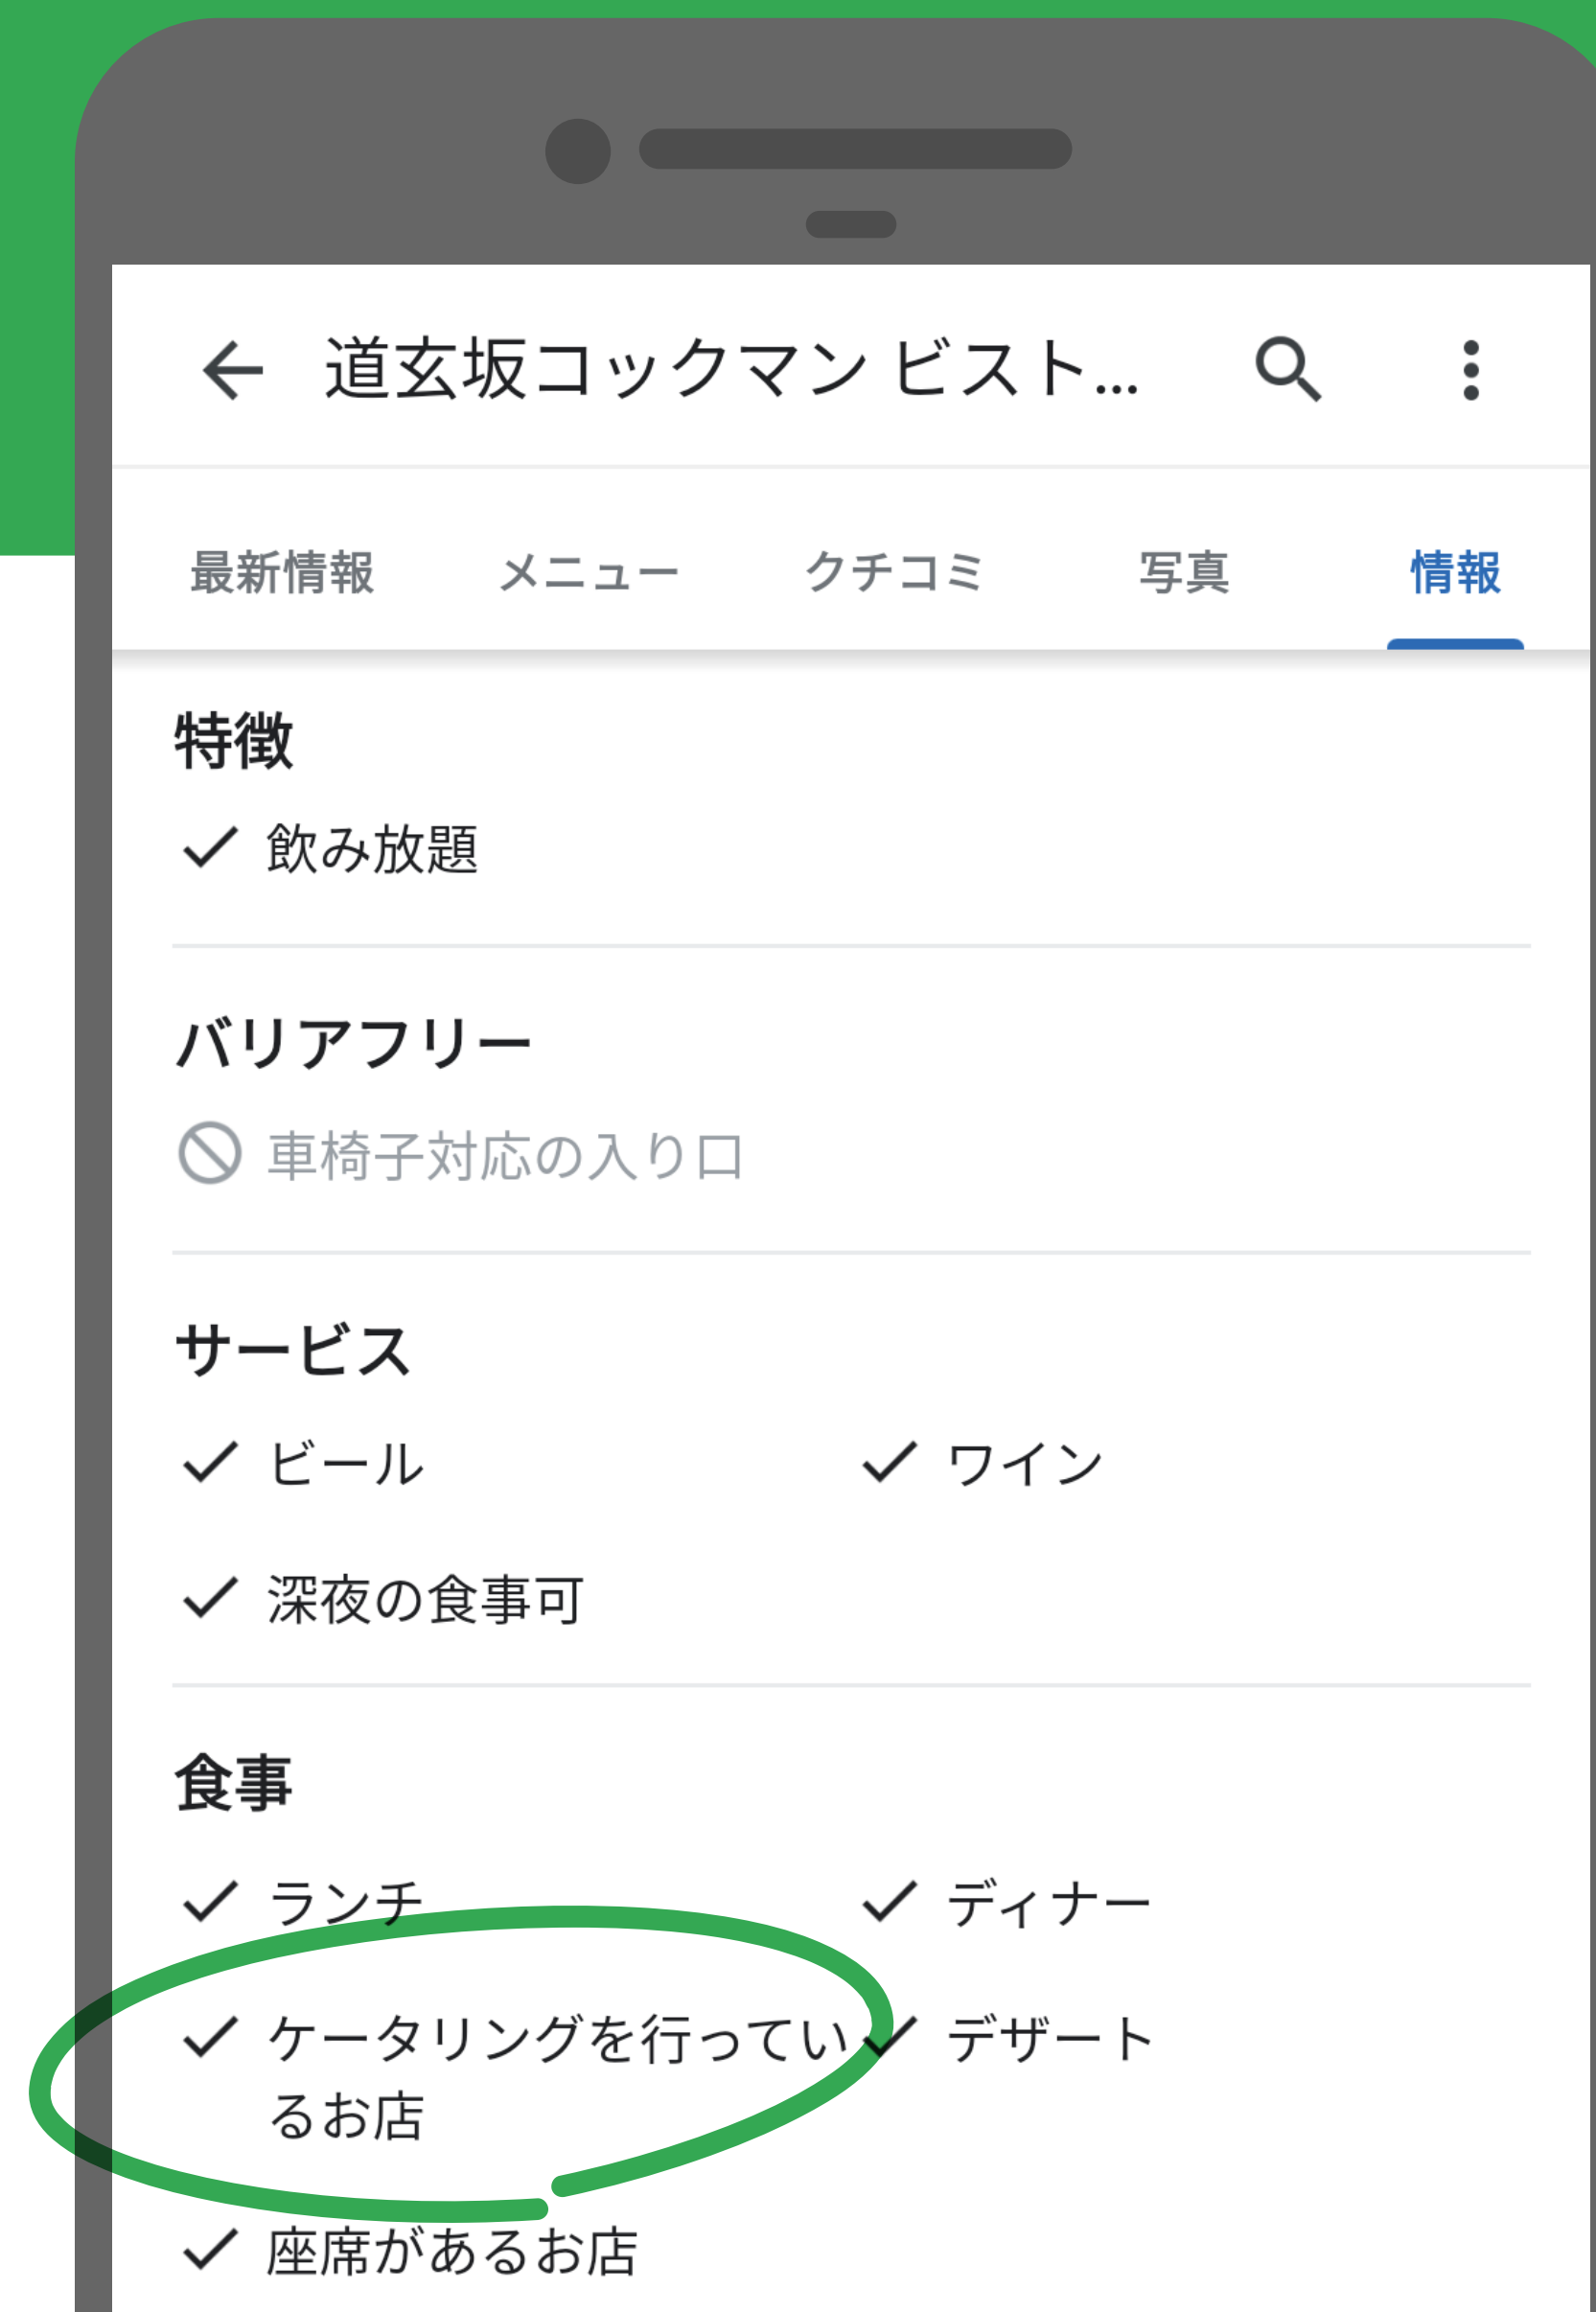 道玄坂コックマン ビスト...
最新情報 メニュー クチコミ 写真 情報
特徴
飲み放題
バリアフリー
車椅子対応の入り口
サービス
ビール ワイン
深夜の食事可
食事
ランチ ディナー
ケータリングを行ってい デザート
るお店
座席があるお店